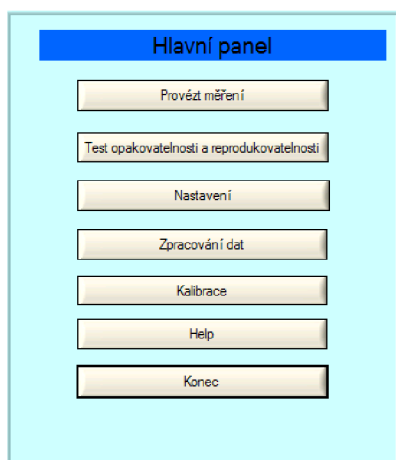 Hlavní panel
Provézt měření
Test opakovatelnosti a reprodukovatelnosti
Nastavení
Zpracování dat
Kalibrace
Help
Konec